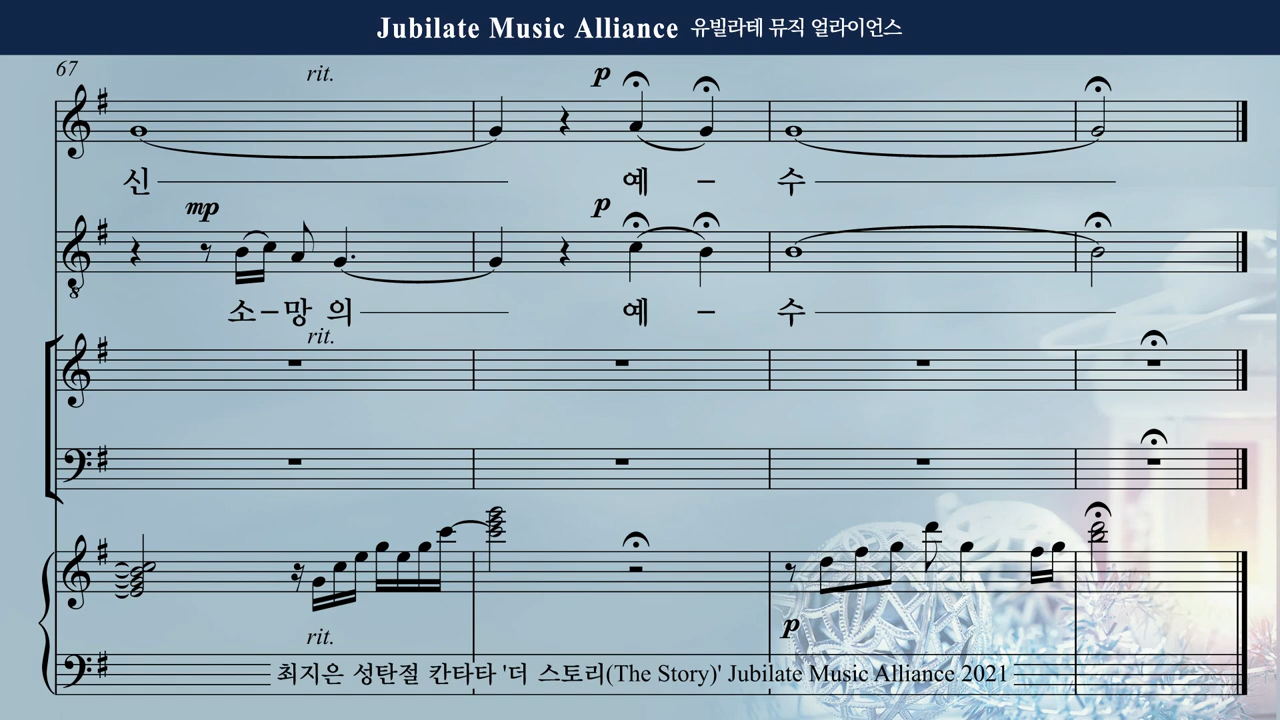 Jubilate Music Alliance 유빌라테 뮤직 얼라이언스
67
rit.
p
신 예 – 수
mp
p
소 – 망 의 예 – 수
rit.
p
rit.
최지은 성탄절 칸타타 '더 스토리(The Story)' Jubilate Music Alliance 2021